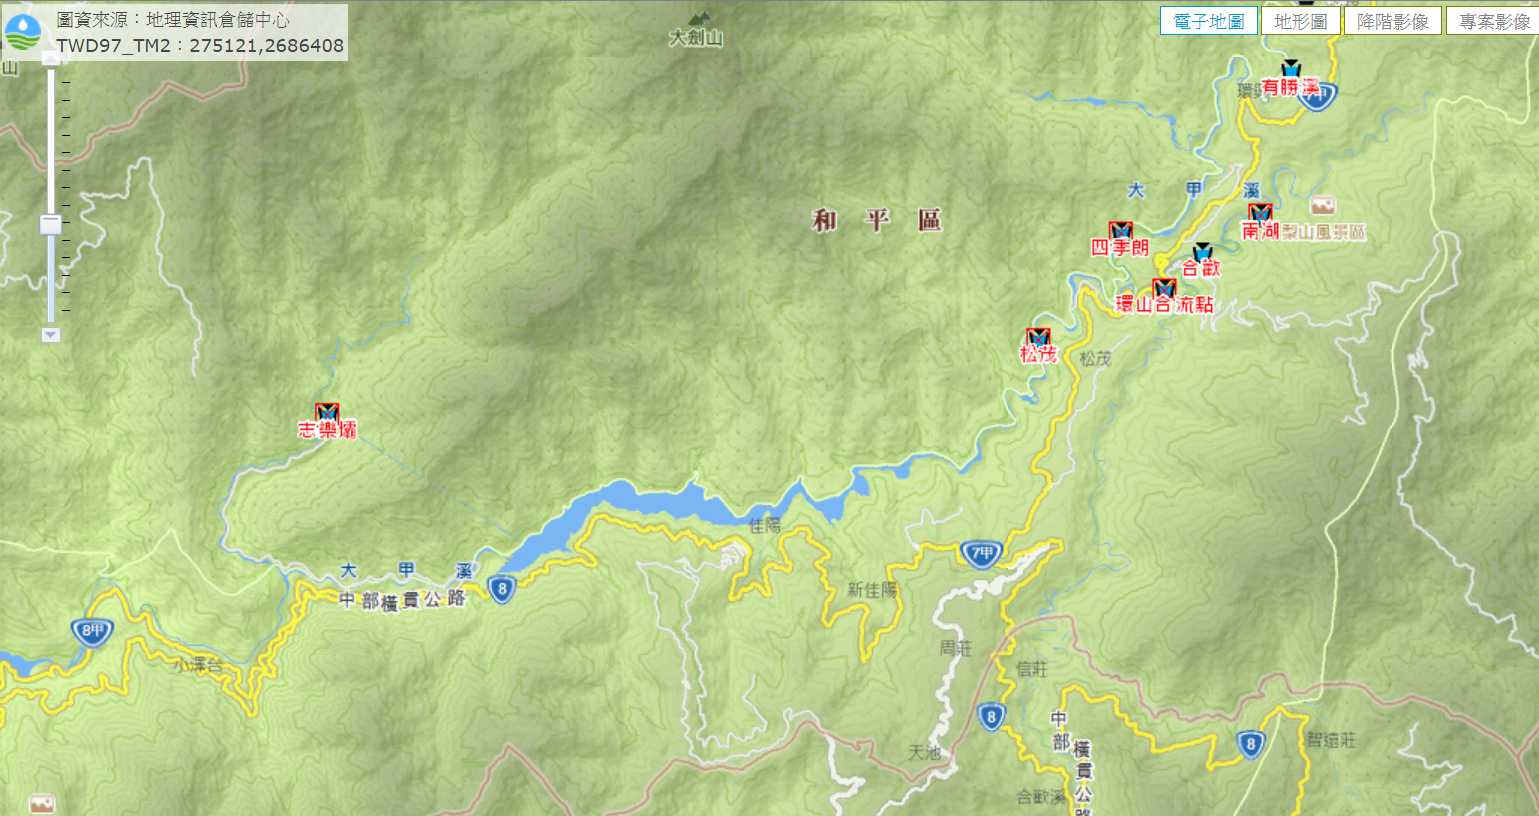 圖資來源：地理資訊倉儲中心
TWD97_TM2：275121,2686408
電子地圖
地形圖
降階影像
專案影像
山
大劍山
有勝溪
大甲溪
和平區
南湖
梨山風景區
四季朗
合歡
環山合流點
松茂
松茂
志樂壩
佳陽
7甲
大甲溪
8
中部橫貫公路
新佳陽
8甲
小澤台
周莊
信莊
8
中部橫貫公路
8
智遠莊
天池
合歡溪